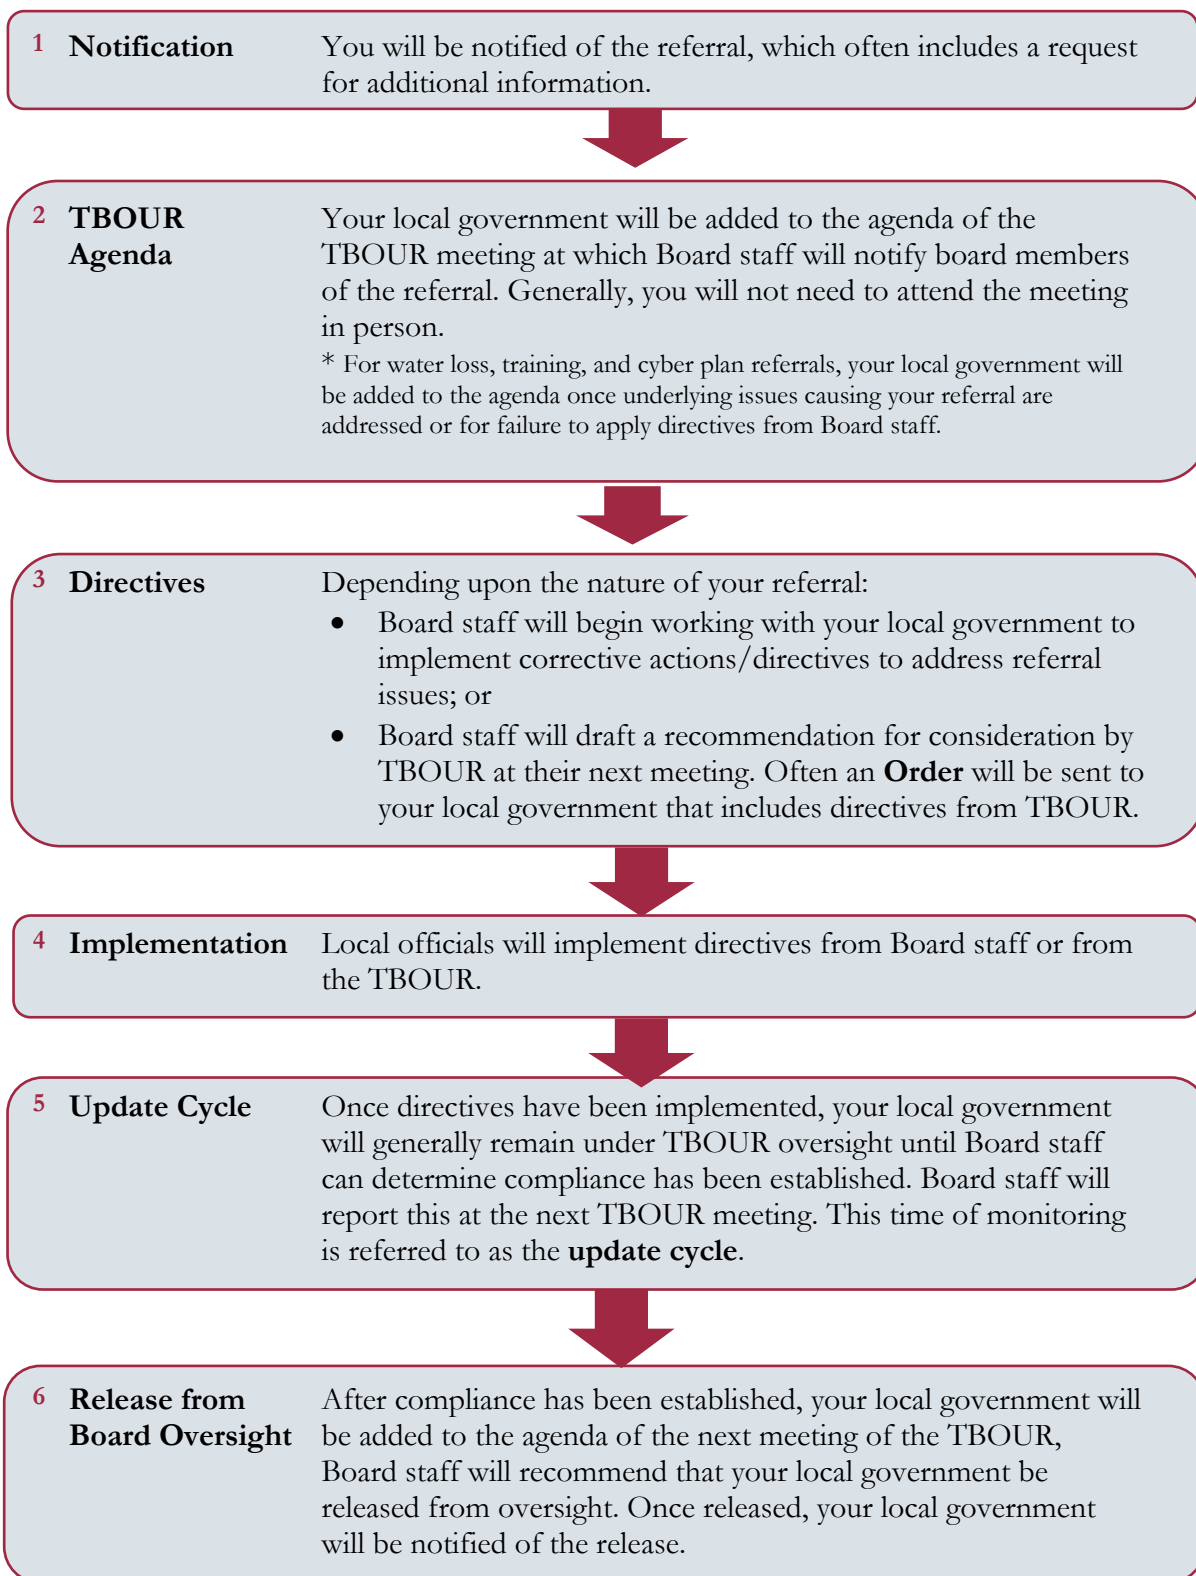 1 Notification You will be notified of the referral, which often includes a request
for additional information.
2 TBOUR Your local government will be added to the agenda of the
Agenda TBOUR meeting at which Board staff will notify board members
of the referral. Generally, you will not need to attend the meeting
in person.
* For water loss, training, and cyber plan referrals, your local government will
be added to the agenda once underlying issues causing your referral are
addressed or for failure to apply directives from Board staff.
3 Directives Depending upon the nature of your referral:
• Board staff will begin working with your local government to
implement corrective actions/directives to address referral
issues; or
• Board staff will draft a recommendation for consideration by
TBOUR at their next meeting. Often an Order will be sent to
your local government that includes directives from TBOUR.
4 Implementation Local officials will implement directives from Board staff or from
the TBOUR.
5 Update Cycle Once directives have been implemented, your local government
will generally remain under TBOUR oversight until Board staff
can determine compliance has been established. Board staff will
report this at the next TBOUR meeting. This time of monitoring
is referred to as the update cycle.
6 Release from After compliance has been established, your local government will
Board Oversight be added to the agenda of the next meeting of the TBOUR,
Board staff will recommend that your local government be
released from oversight. Once released, your local government
will be notified of the release.